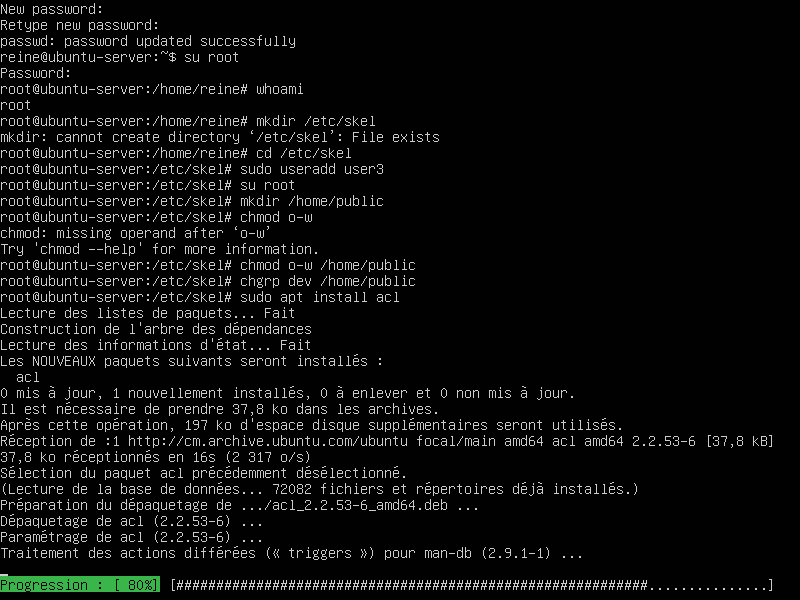 New password:
Retype new password:
passwd: password updated successfully
reine@ubuntu-server:~$ su root
Password:
root@ubuntu-server:/home/reine# whoami
root
root@ubuntu-server:/home/reine# mkdir /etc/skel
mkdir: cannot create directory ‘/etc/skel’: File exists
root@ubuntu-server:/home/reine# cd /etc/skel
root@ubuntu-server:/etc/skel# sudo useradd user3
root@ubuntu-server:/etc/skel# su root
root@ubuntu-server:/etc/skel# mkdir /home/public
root@ubuntu-server:/etc/skel# chmod o-w
chmod: missing operand after ‘o-w’
Try 'chmod --help' for more information.
root@ubuntu-server:/etc/skel# chmod o-w /home/public
root@ubuntu-server:/etc/skel# chgrp dev /home/public
root@ubuntu-server:/etc/skel# sudo apt install acl
Lecture des listes de paquets... Fait
Construction de l'arbre des dépendances
Lecture des informations d'état... Fait
Les NOUVEAUX paquets suivants seront installés :
  acl
0 mis à jour, 1 nouvellement installés, 0 à enlever et 0 non mis à jour.
Il est nécessaire de prendre 37,8 ko dans les archives.
Après cette opération, 197 ko d'espace disque supplémentaires seront utilisés.
Réception de :1 http://cm.archive.ubuntu.com/ubuntu focal/main amd64 acl amd64 2.2.53-6 [37,8 kB]
37,8 ko réceptionnés en 16s (2 317 o/s)
Sélection du paquet acl précédemment désélectionné.
(Lecture de la base de données... 72082 fichiers et répertoires déjà installés.)
Préparation du dépaquetage de .../acl_2.2.53-6_amd64.deb ...
Dépaquetage de acl (2.2.53-6) ...
Paramétrage de acl (2.2.53-6) ...
Traitement des actions différées (« triggers ») pour man-db (2.9.1-1) ...
Progression : [ 80%] [###########################################################...............]